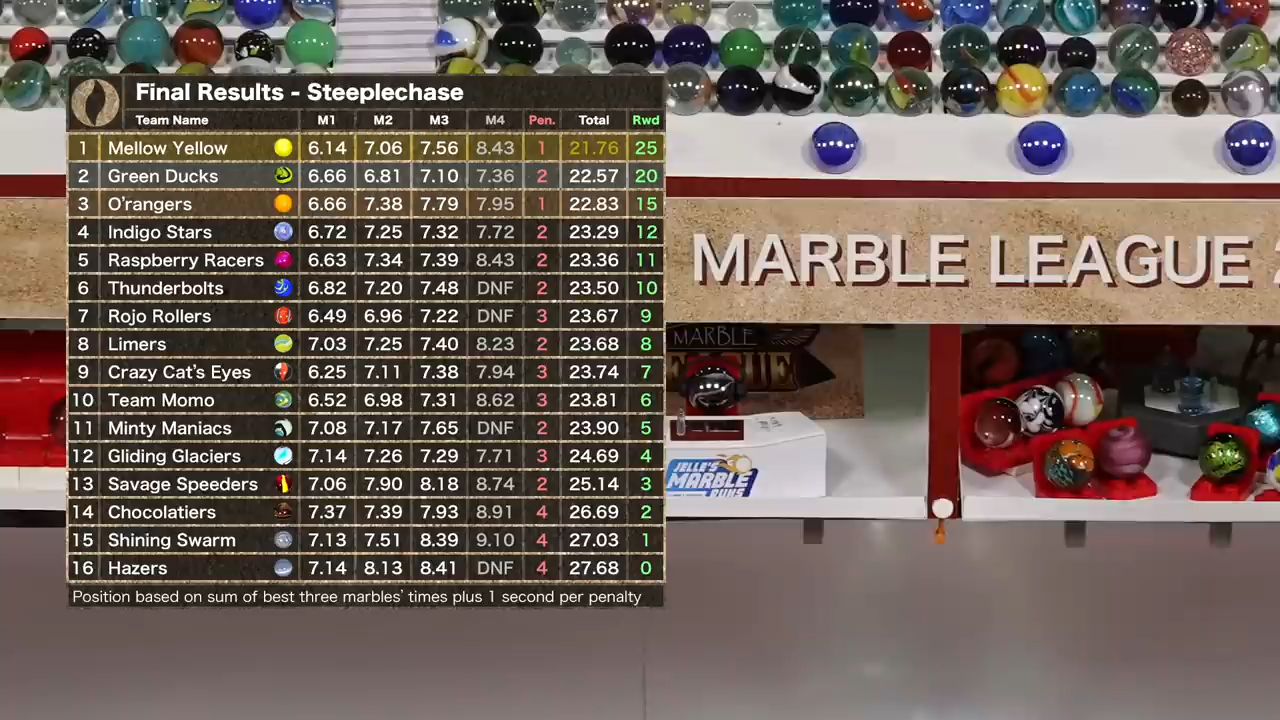 Final Results - Steeplechase
Team Name M1 M2 M3 M4 Pen. Total Rwd
1 Mellow Yellow 6.14 7.06 7.56 8.43 1 21.76 25
2 Green Ducks 6.66 6.81 7.10 7.36 2 22.57 20
3 O'rangers 6.66 7.38 7.79 7.95 1 22.83 15
4 Indigo Stars 6.72 7.25 7.32 7.72 2 23.29 12
5 Raspberry Racers 6.63 7.34 7.39 8.43 2 23.36 11
6 Thunderbolts 6.82 7.20 7.48 DNF 2 23.50 10
7 Rojo Rollers 6.49 6.96 7.22 DNF 3 23.67 9
8 Limers 7.03 7.25 7.40 8.23 2 23.68 8
9 Crazy Cat's Eyes 6.25 7.11 7.38 7.94 3 23.74 7
10 Team Momo 6.52 6.98 7.31 8.62 3 23.81 6
11 Minty Maniacs 7.08 7.17 7.65 DNF 2 23.90 5
12 Gliding Glaciers 7.14 7.26 7.29 7.71 3 24.69 4
13 Savage Speeders 7.06 7.90 8.18 8.74 2 25.14 3
14 Chocolatiers 7.37 7.39 7.93 8.91 4 26.69 2
15 Shining Swarm 7.13 7.51 8.39 9.10 4 27.03 1
16 Hazers 7.14 8.13 8.41 DNF 4 27.68 0
Position based on sum of best three marbles' times plus 1 second per penalty
MARBLE LEAGUE
MARBLE
JELLE'S
MARBLE
RUNS